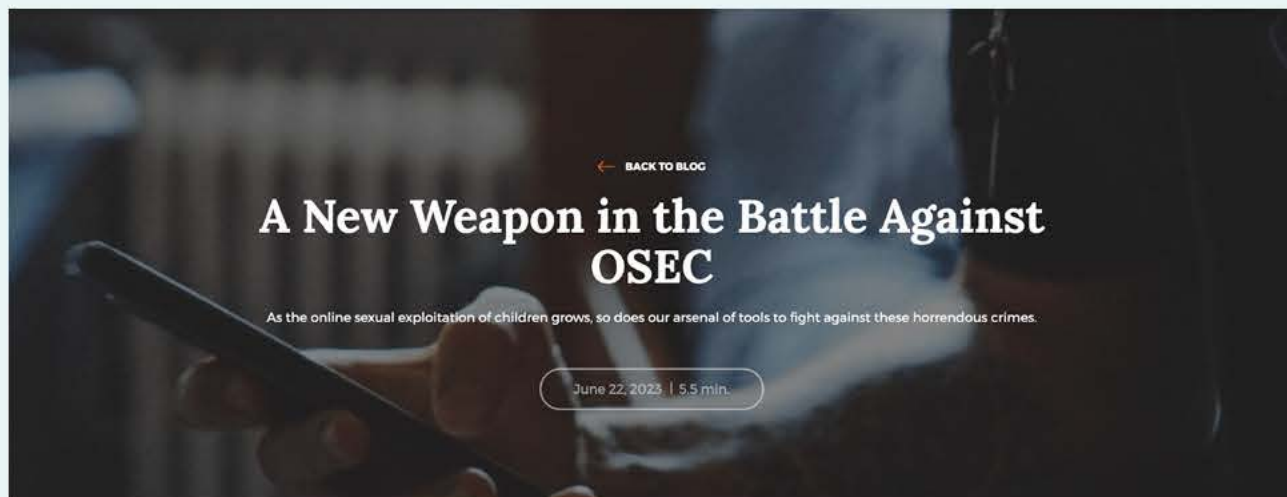 BACK TO BLOG
A New Weapon in the Battle Against
OSEC
As the online sexual exploitation of children grows, so does our arsenal of tools to fight against these horrendous crimes.
June 22, 2023 | 5.5 min.